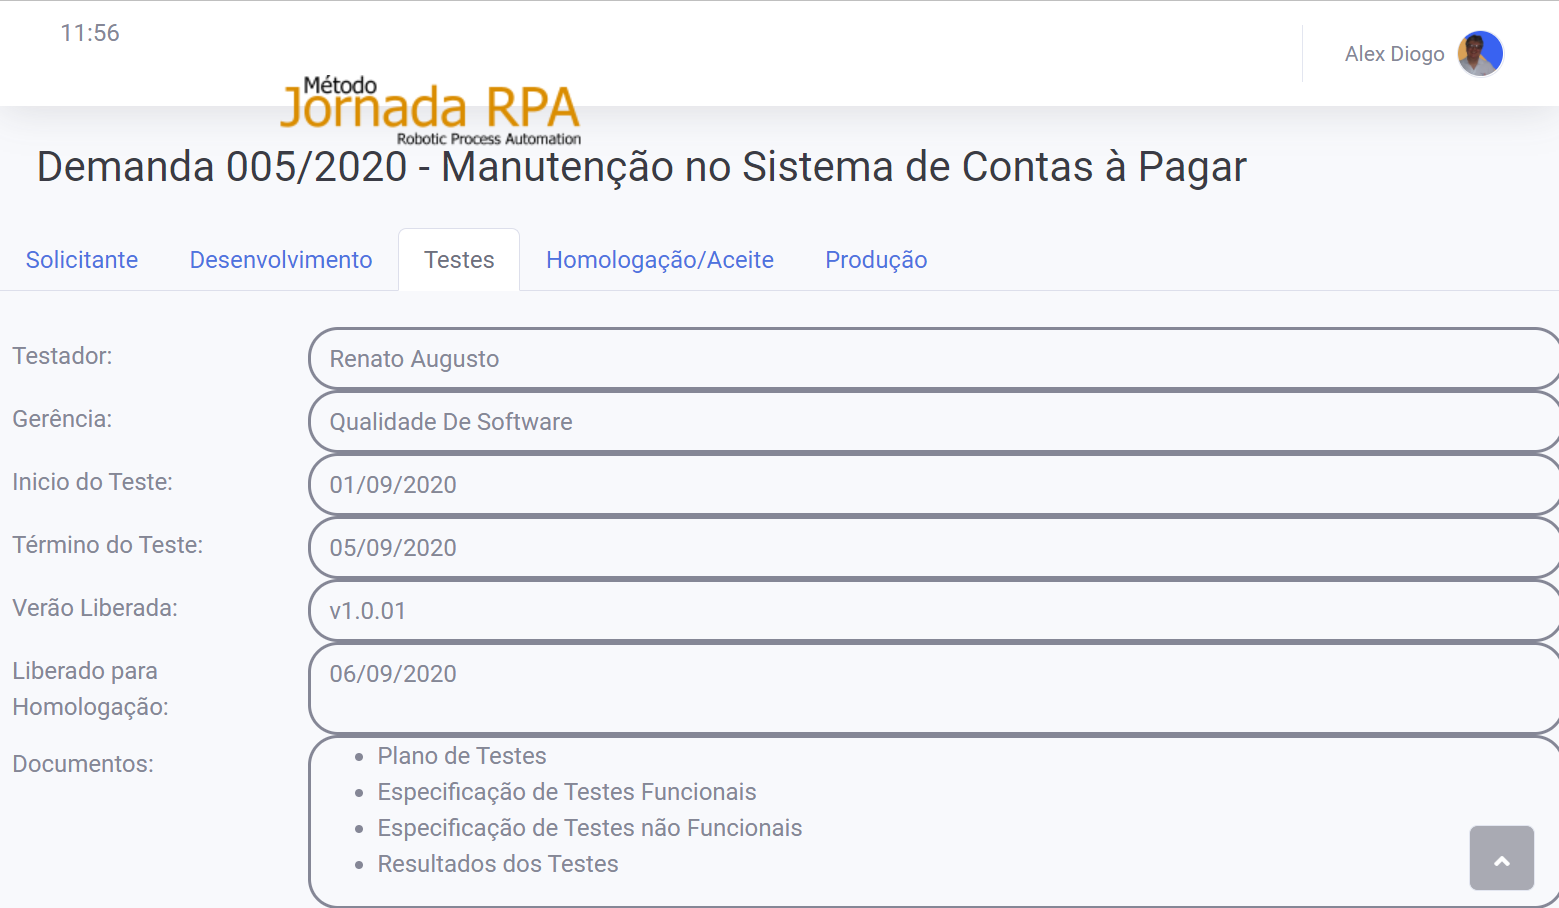 11:56
Alex Diogo
Método
Jornada RPA
Robotic Process Automation
Demanda 005/2020 - Manutenção no Sistema de Contas à Pagar
Solicitante Desenvolvimento Testes Homologação/Aceite Produção
Testador: Renato Augusto
Gerência: Qualidade De Software
Inicio do Teste: 01/09/2020
Término do Teste: 05/09/2020
Verão Liberada: v1.0.01
Liberado para 06/09/2020
Homologação:
Documentos:
• Plano de Testes
• Especificação de Testes Funcionais
• Especificação de Testes não Funcionais
• Resultados dos Testes